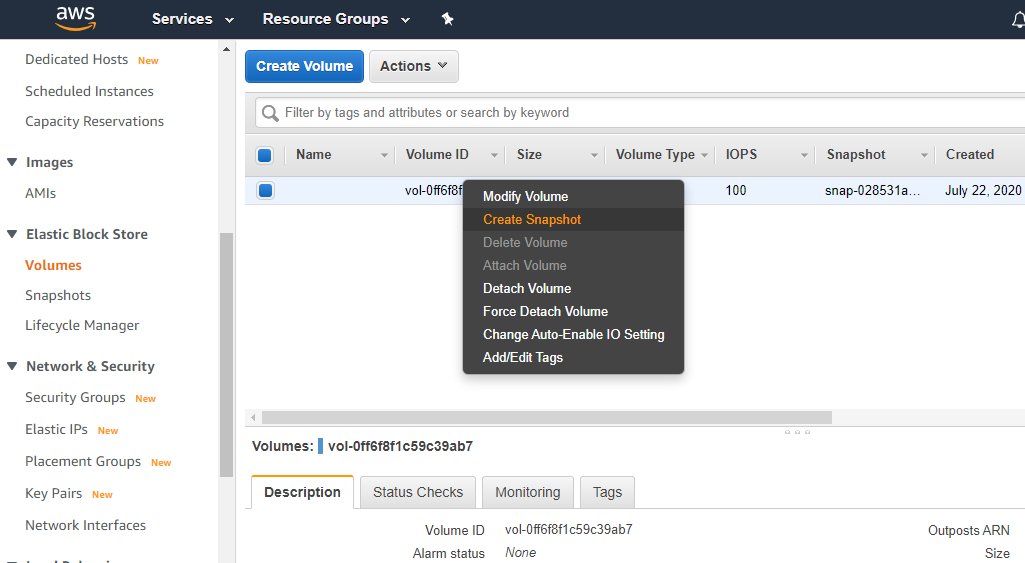 aws Services Resource Groups
Dedicated Hosts New
Scheduled Instances
Capacity Reservations
Images
AMIs
Elastic Block Store
Volumes
Snapshots
Lifecycle Manager
Network & Security
Security Groups New
Elastic IPs New
Placement Groups New
Key Pairs New
Network Interfaces
Create Volume Actions
Filter by tags and attributes or search by keyword
Name Volume ID Size Volume Type IOPS Snapshot Created
vol-0ff6f8f 100 snap-028531a... July 22, 2020
Modify Volume
Create Snapshot
Delete Volume
Attach Volume
Detach Volume
Force Detach Volume
Change Auto-Enable IO Setting
Add/Edit Tags
Volumes: vol-0ff6f8f1c59c39ab7
Description Status Checks Monitoring Tags
Volume ID vol-0ff6f8f1c59c39ab7 Outposts ARN
Alarm status None Size